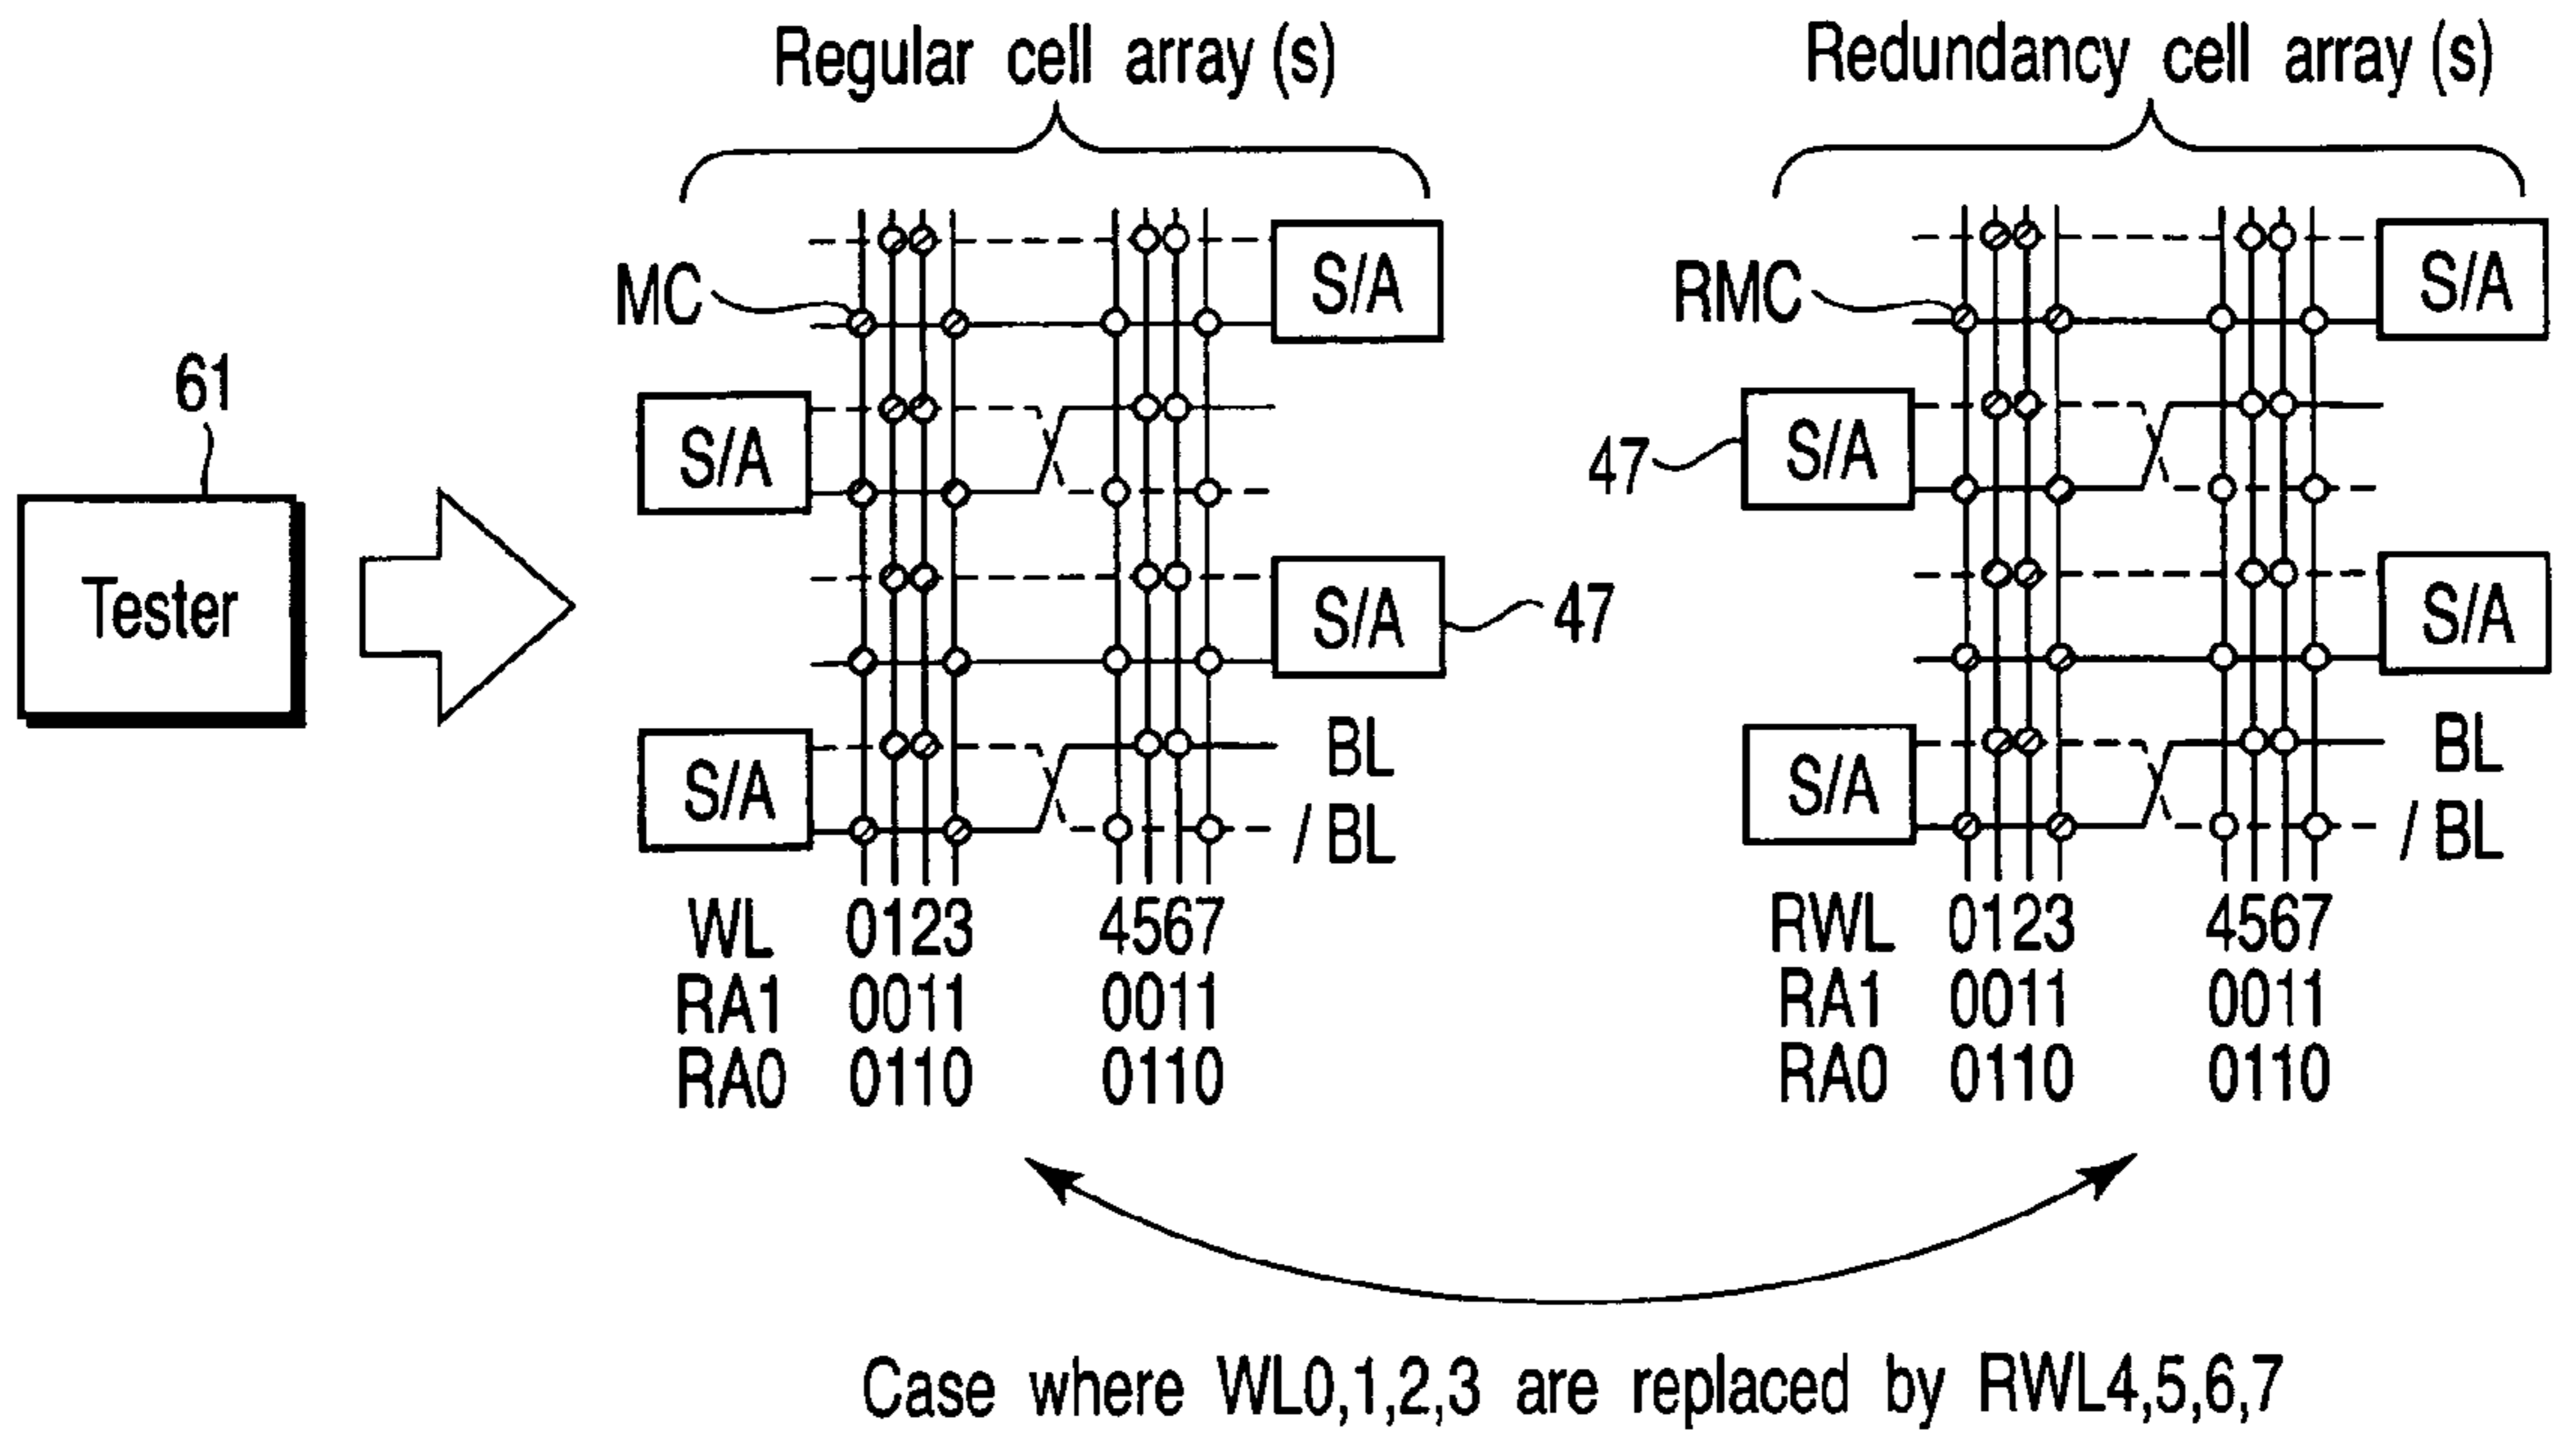 Regular cell array (s)
Redundancy cell array (s)
MC
S/A
RMC
S/A
61
S/A
47
S/A
Tester
S/A
47
S/A
S/A
BL
/ BL
S/A
BL
/ BL
WL 0123 4567
RA1 0011 0011
RA0 0110 0110
RWL 0123 4567
RA1 0011 0011
RA0 0110 0110
Case where WL0,1,2,3 are replaced by RWL4,5,6,7